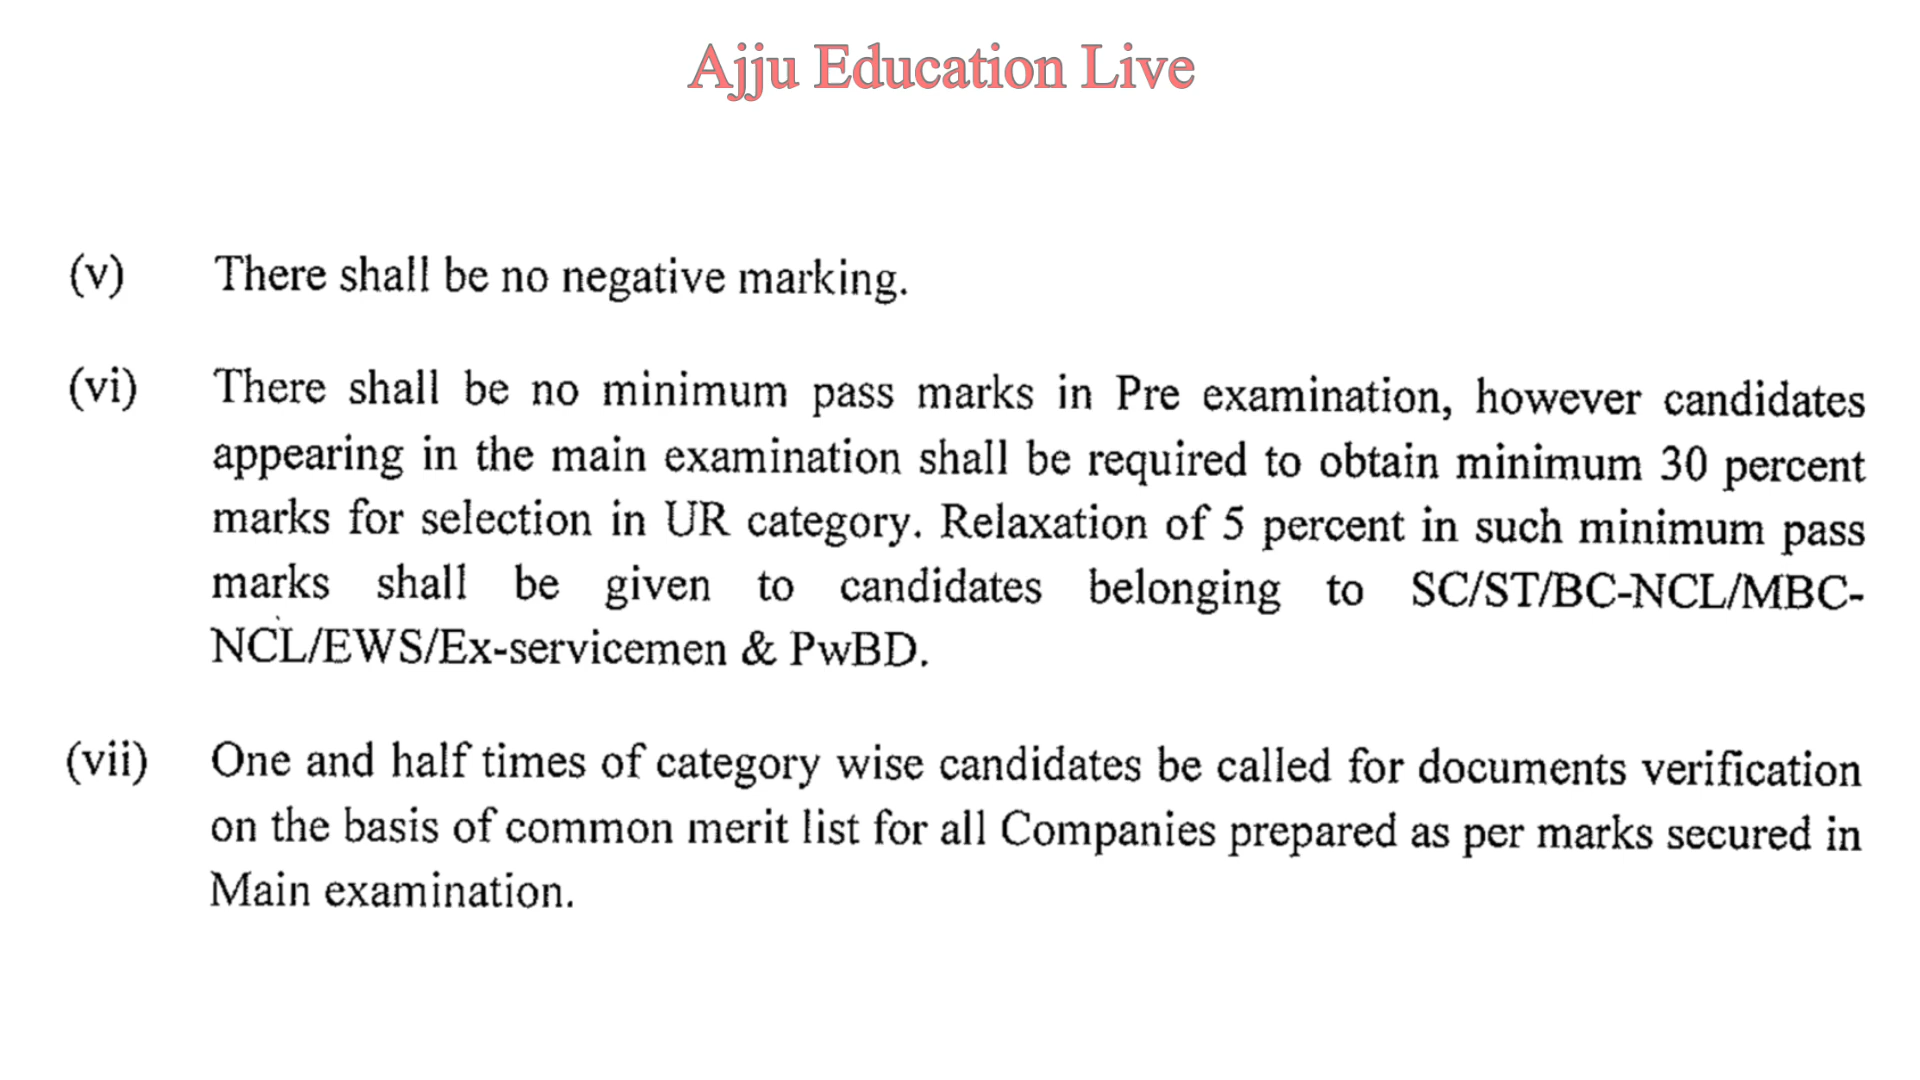 Ajju Education Live
(v) There shall be no negative marking.
(vi) There shall be no minimum pass marks in Pre examination, however candidates
appearing in the main examination shall be required to obtain minimum 30 percent
marks for selection in UR category. Relaxation of 5 percent in such minimum pass
marks shall be given to candidates belonging to SC/ST/BC-NCL/MBC-
NCL/EWS/Ex-servicemen & PwBD.
(vii) One and half times of category wise candidates be called for documents verification
on the basis of common merit list for all Companies prepared as per marks secured in
Main examination.